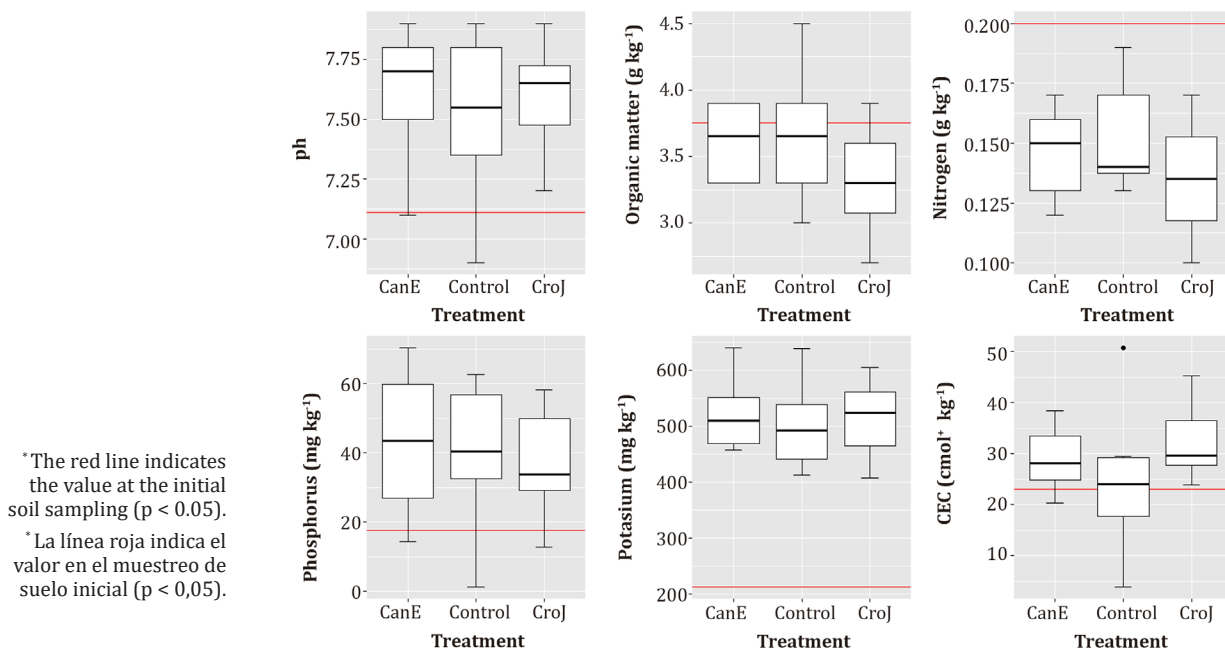 ph
7.75
7.50
7.25
7.00
CanE Control CroJ
Treatment
Organic matter (g kg⁻¹)
4.5
4.0
3.5
3.0
CanE Control CroJ
Treatment
Nitrogen (g kg⁻¹)
0.200
0.175
0.150
0.125
0.100
CanE Control CroJ
Treatment
Phosphorus (mg kg⁻¹)
60
40
20
0
CanE Control CroJ
Treatment
Potasium (mg kg⁻¹)
600
500
400
300
200
CanE Control CroJ
Treatment
CEC (cmol⁺ kg⁻¹)
50
40
30
20
10
CanE Control CroJ
Treatment
*The red line indicates
the value at the initial
soil sampling (p < 0.05).
*La línea roja indica el
valor en el muestreo de
suelo inicial (p < 0,05).